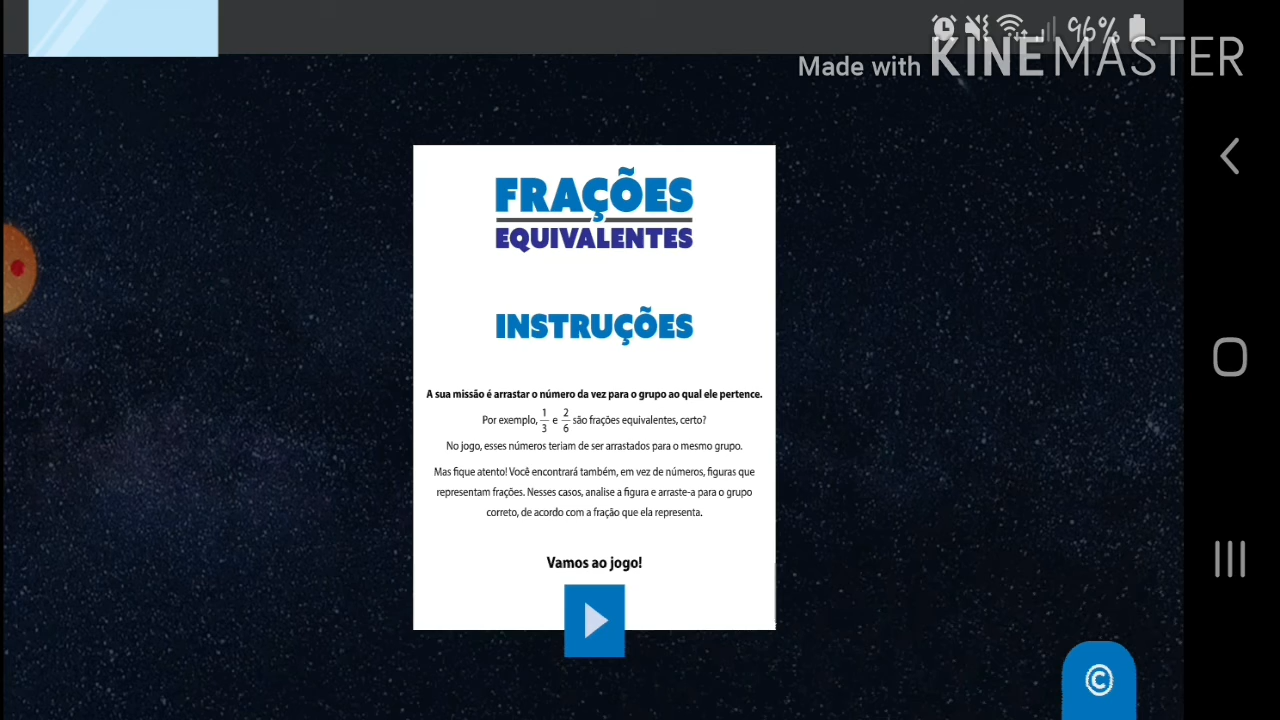 96%
Made with KINEMASTER
FRAÇÕES
EQUIVALENTES
INSTRUÇÕES
A sua missão é arrastar o número da vez para o grupo ao qual ele pertence.
Por exemplo, 1/3 e 2/6 são frações equivalentes, certo?
No jogo, esses números teriam de ser arrastados para o mesmo grupo.
Mas fique atento! Você encontrará também, em vez de números, figuras que
representam frações. Nesses casos, analise a figura e arraste-a para o grupo
correto, de acordo com a fração que ela representa.
Vamos ao jogo!
©